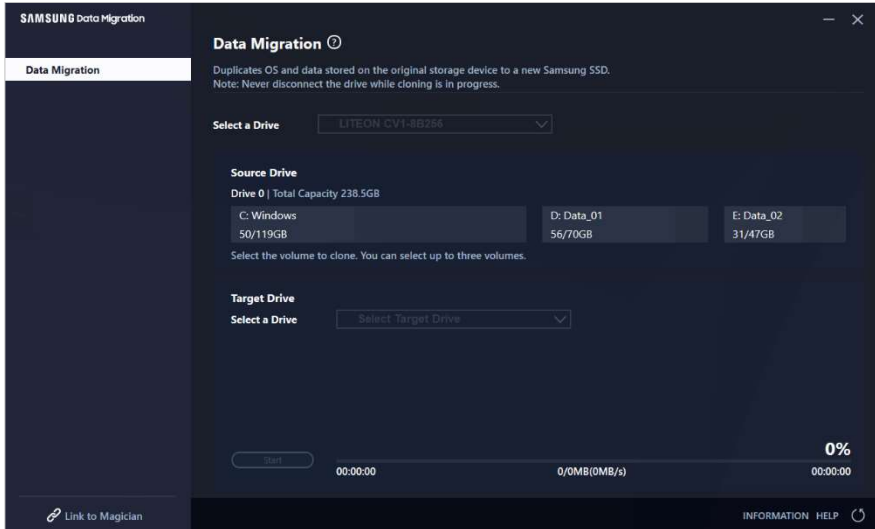 SAMSUNG Data Migration
Data Migration
Data Migration ?
Duplicates OS and data stored on the original storage device to a new Samsung SSD.
Note: Never disconnect the drive while cloning is in progress.
Select a Drive LITEON CV1-8B256
Source Drive
Drive 0 | Total Capacity 238.5GB
C: Windows D: Data_01 E: Data_02
50/119GB 56/70GB 31/47GB
Select the volume to clone. You can select up to three volumes.
Target Drive
Select a Drive Select Target Drive
0%
Start
00:00:00 0/0MB(0MB/s) 00:00:00
Link to Magician
INFORMATION HELP